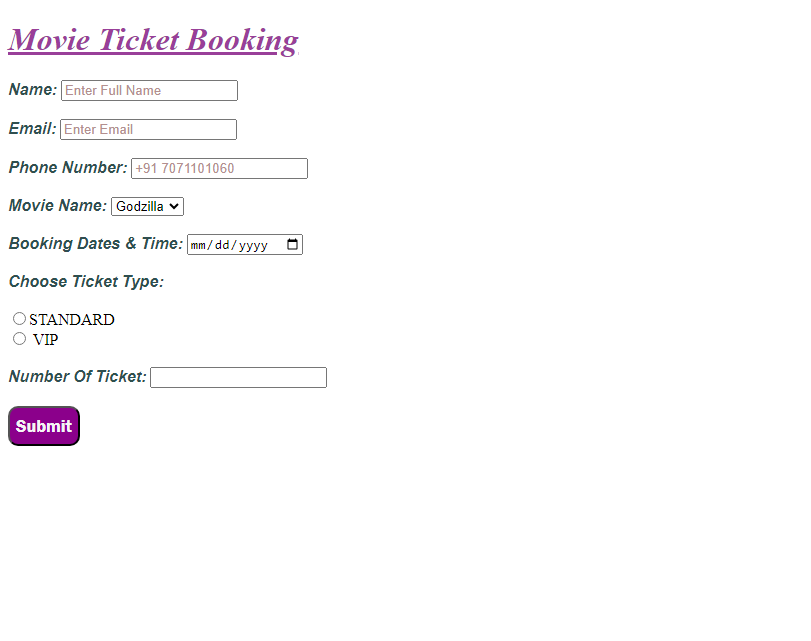 Movie Ticket Booking
Name: Enter Full Name
Email: Enter Email
Phone Number: +91 7071101060
Movie Name: Godzilla
Booking Dates & Time: mm/dd/yyyy
Choose Ticket Type:
STANDARD
VIP
Number Of Ticket:
Submit